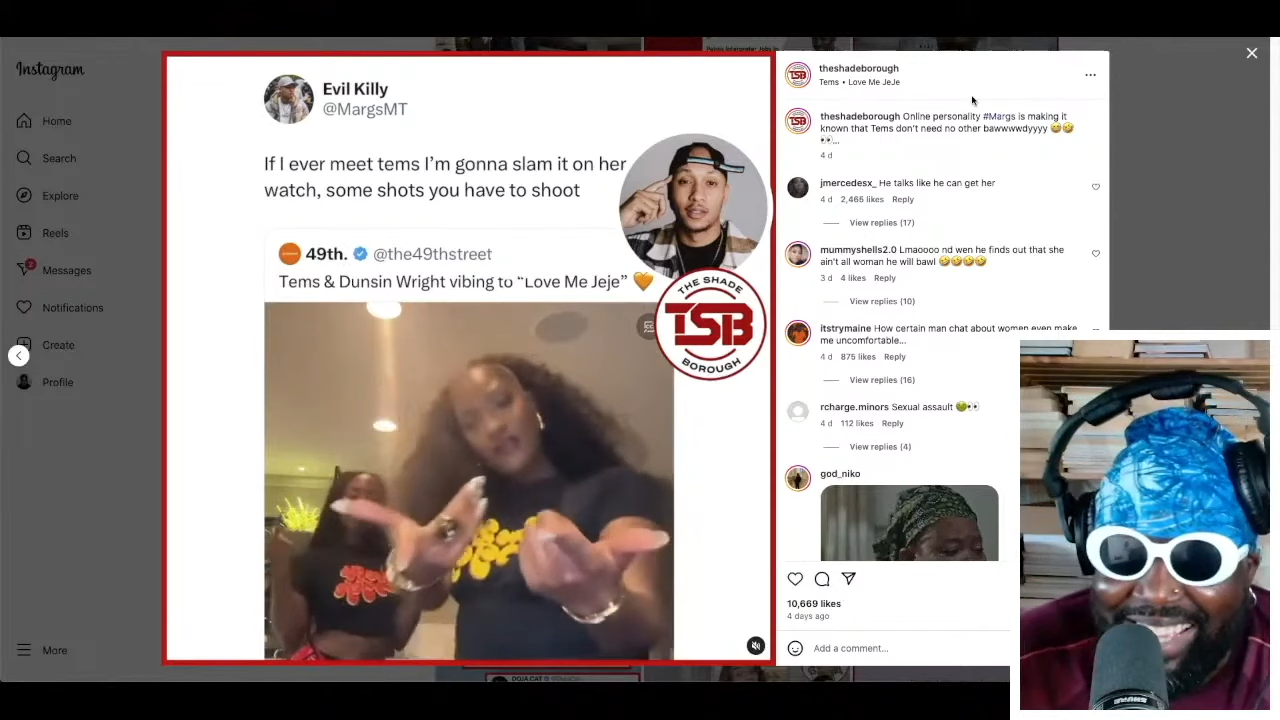 Instagram
Home
Search
Explore
Reels
Messages
Notifications
Create
Profile
More
Evil Killy
@MargsMT
If I ever meet tems I’m gonna slam it on her
watch, some shots you have to shoot
49th. @the49thstreet
Tems & Dunsin Wright vibing to “Love Me Jeje” 🧡
THE SHADE
TSB
BOROUGH
theshadeborough
Tems • Love Me JeJe
theshadeborough Online personality #Margs is making it
known that Tems don't need no other bawwwwdyyyy 😅🤣
👀...
4 d
jmercedesx_ He talks like he can get her
4 d 2,465 likes Reply
View replies (17)
mummyshells2.0 Lmaoooo nd wen he finds out that she
ain't all woman he will bawl 🤣🤣🤣🤣
3 d 4 likes Reply
View replies (10)
itstrymaine How certain man chat about women even make
me uncomfortable...
4 d 875 likes Reply
View replies (16)
rcharge.minors Sexual assault 🤢👀
4 d 112 likes Reply
View replies (4)
god_niko
10,669 likes
4 days ago
Add a comment...
DOJA CAT
SHURE